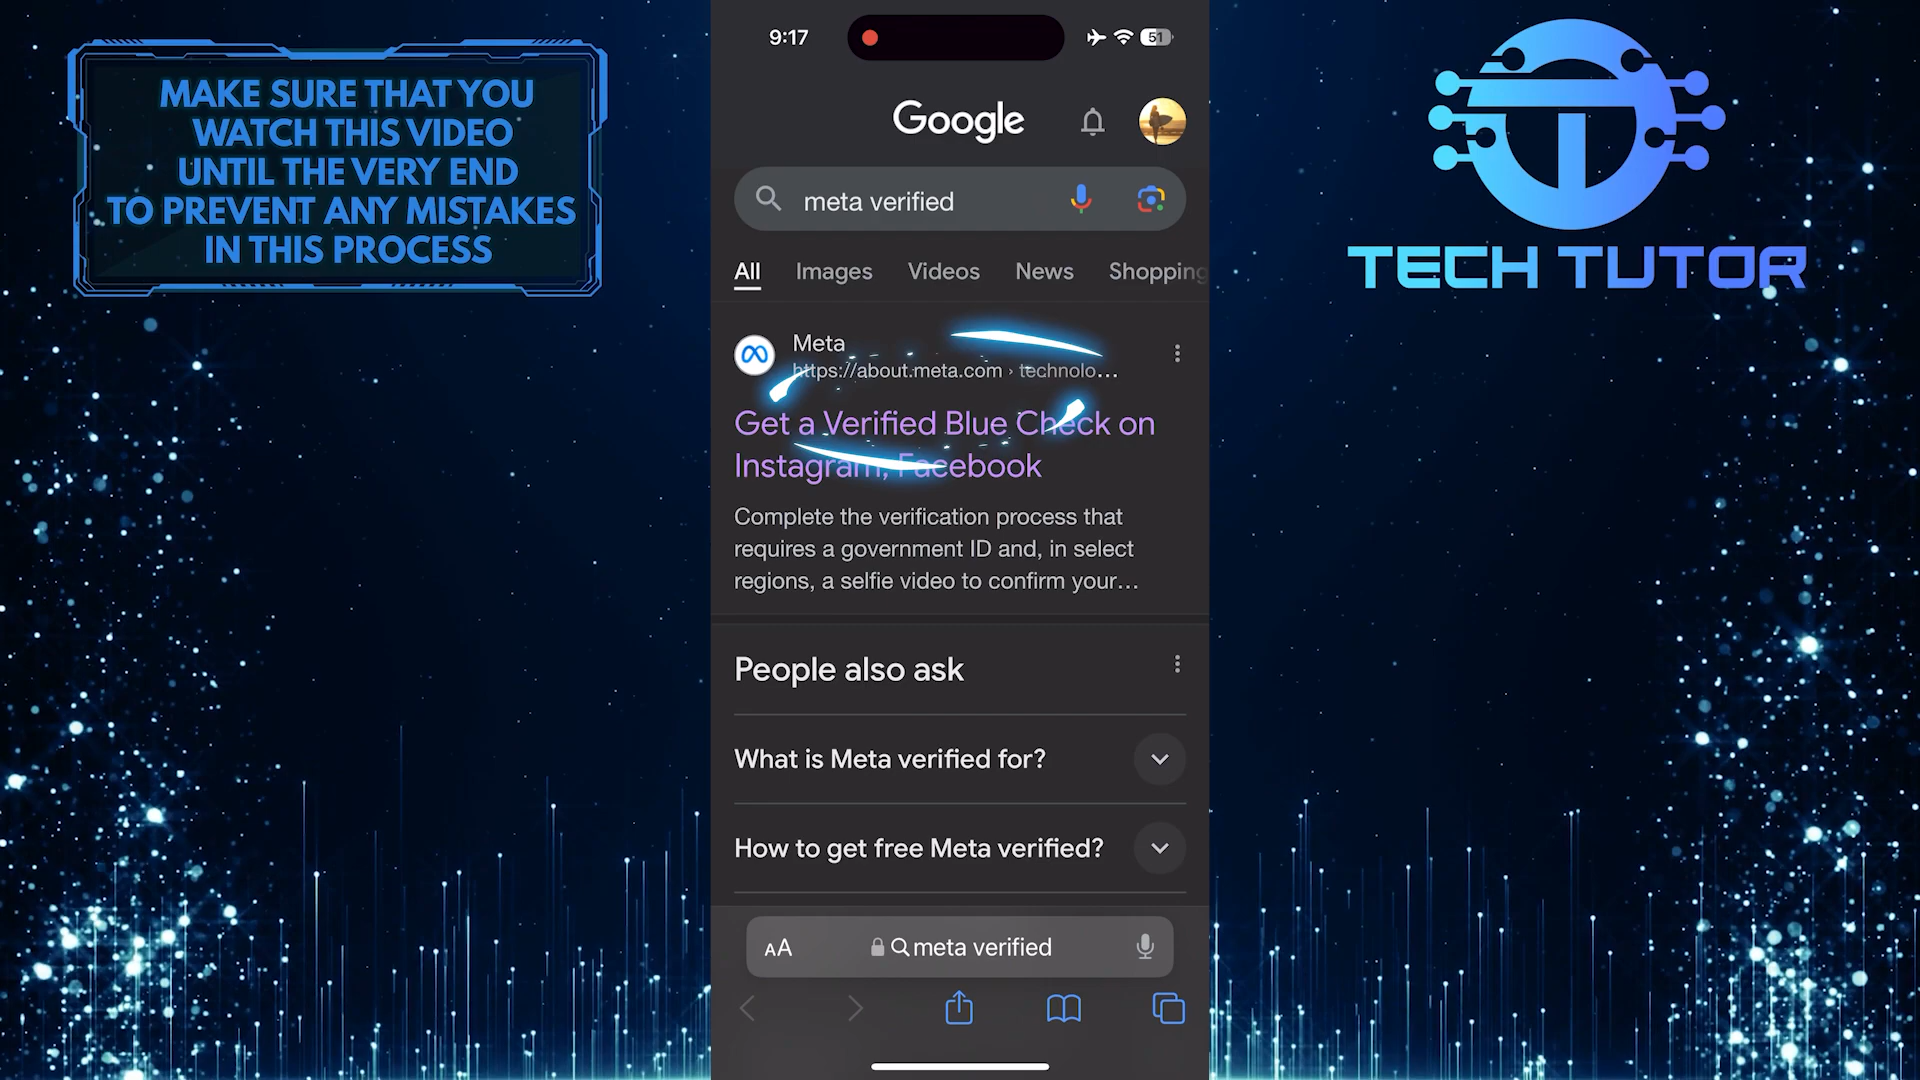 MAKE SURE THAT YOU
WATCH THIS VIDEO
UNTIL THE VERY END
TO PREVENT ANY MISTAKES
IN THIS PROCESS
9:17
51
Google
meta verified
All Images Videos News Shopping
Meta
https://about.meta.com › technolo...
Get a Verified Blue Check on
Instagram, Facebook
Complete the verification process that
requires a government ID and, in select
regions, a selfie video to confirm your...
People also ask
What is Meta verified for?
How to get free Meta verified?
AA meta verified
TECH TUTOR